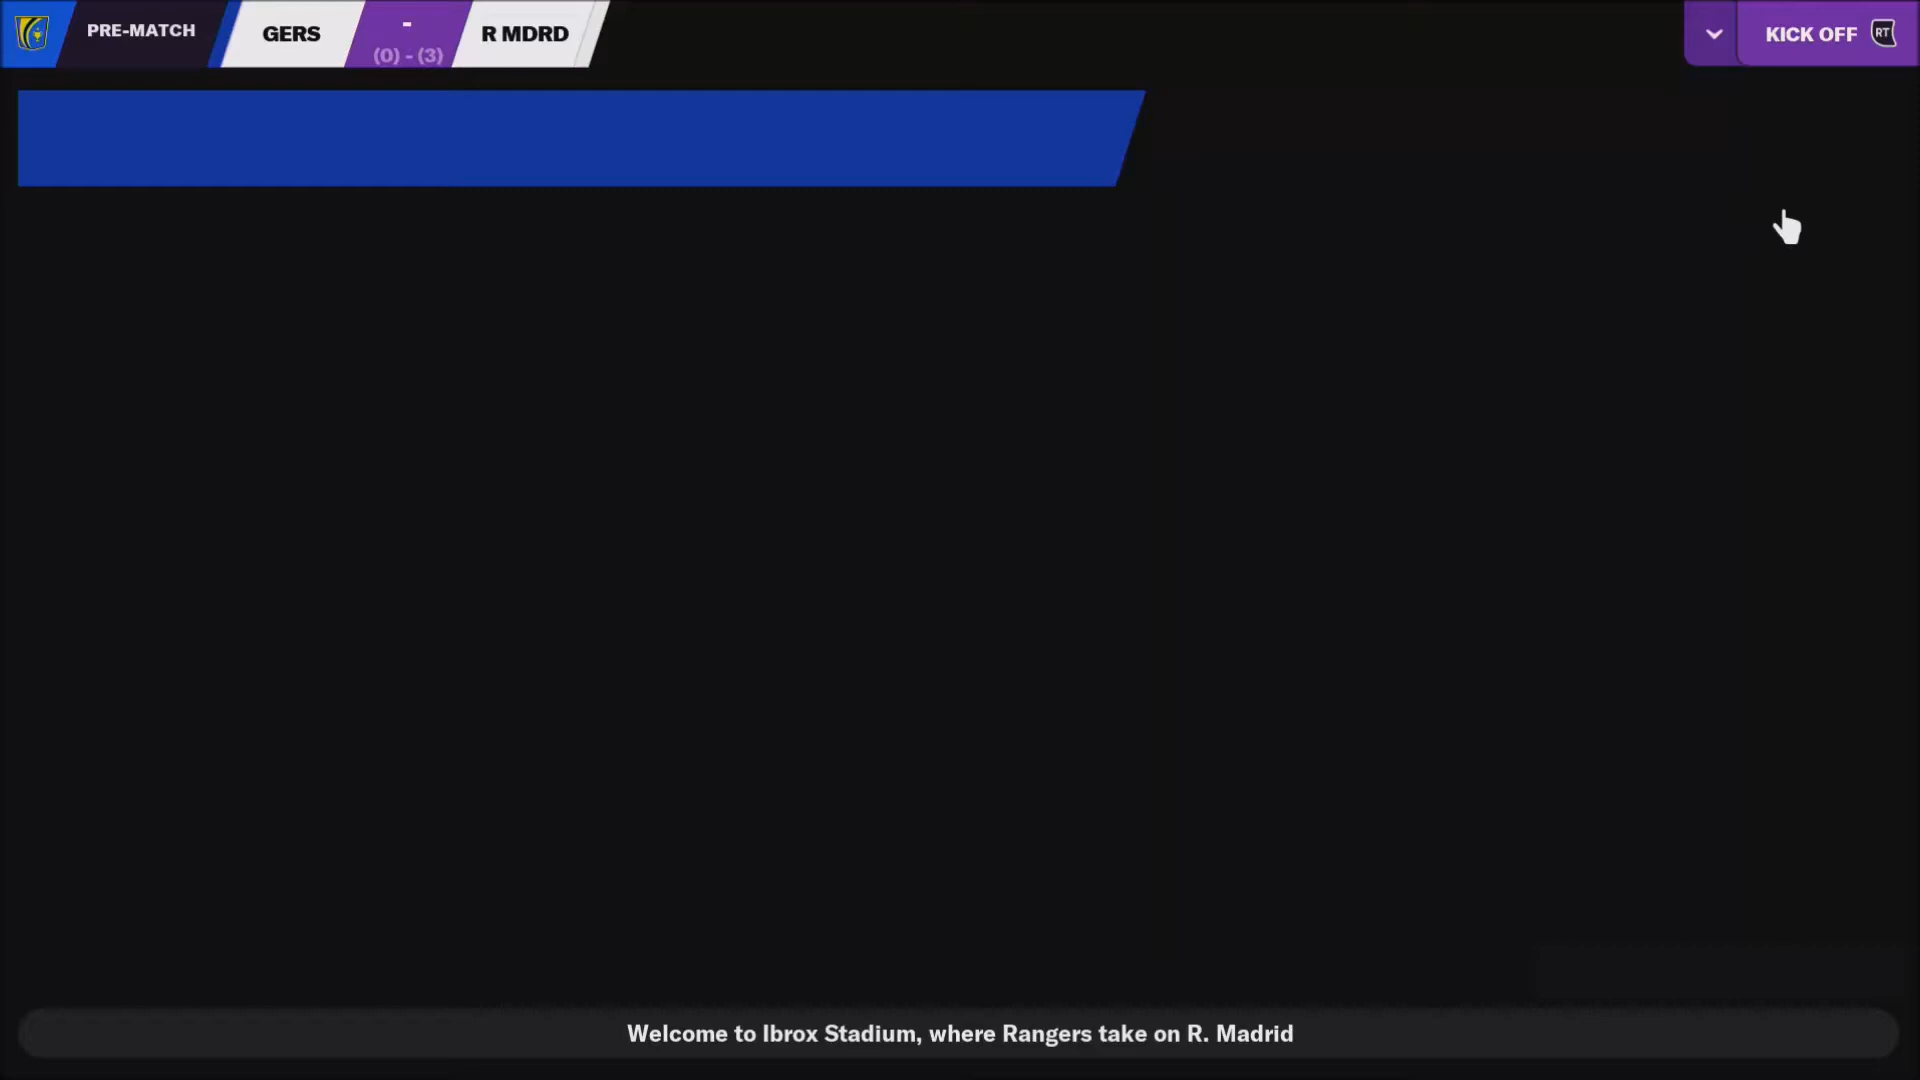 PRE-MATCH
GERS
-
(0) - (3)
R MDRD
KICK OFF
RT
Welcome to Ibrox Stadium, where Rangers take on R. Madrid